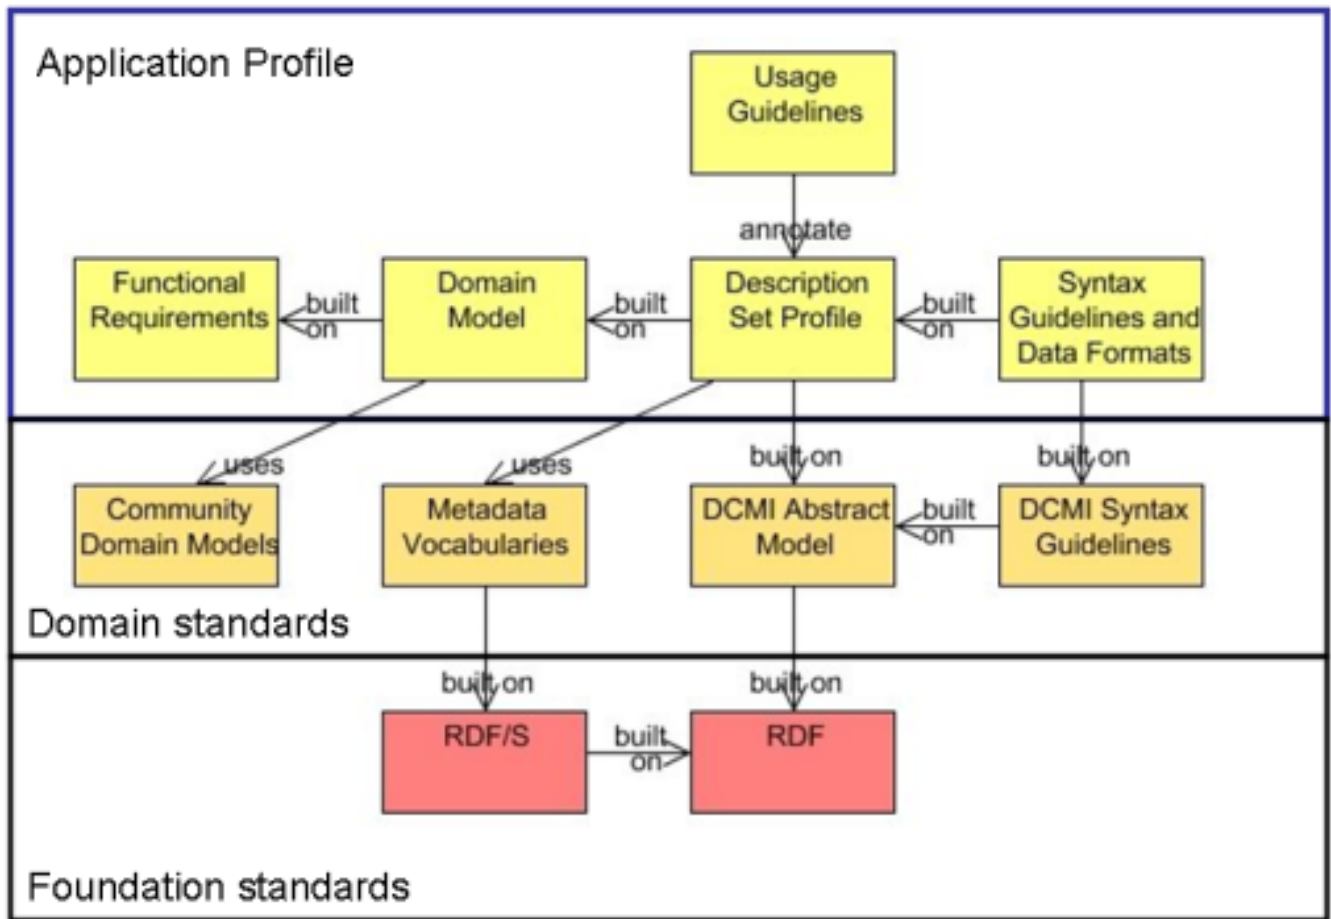 Application Profile
Usage
Guidelines
annotate
Functional
Requirements
built
on
Domain
Model
built
on
Description
Set Profile
built
on
Syntax
Guidelines and
Data Formats
uses
uses
built on
built on
Community
Domain Models
Metadata
Vocabularies
DCMI Abstract
Model
built
on
DCMI Syntax
Guidelines
Domain standards
built on
built on
RDF/S
built
on
RDF
Foundation standards